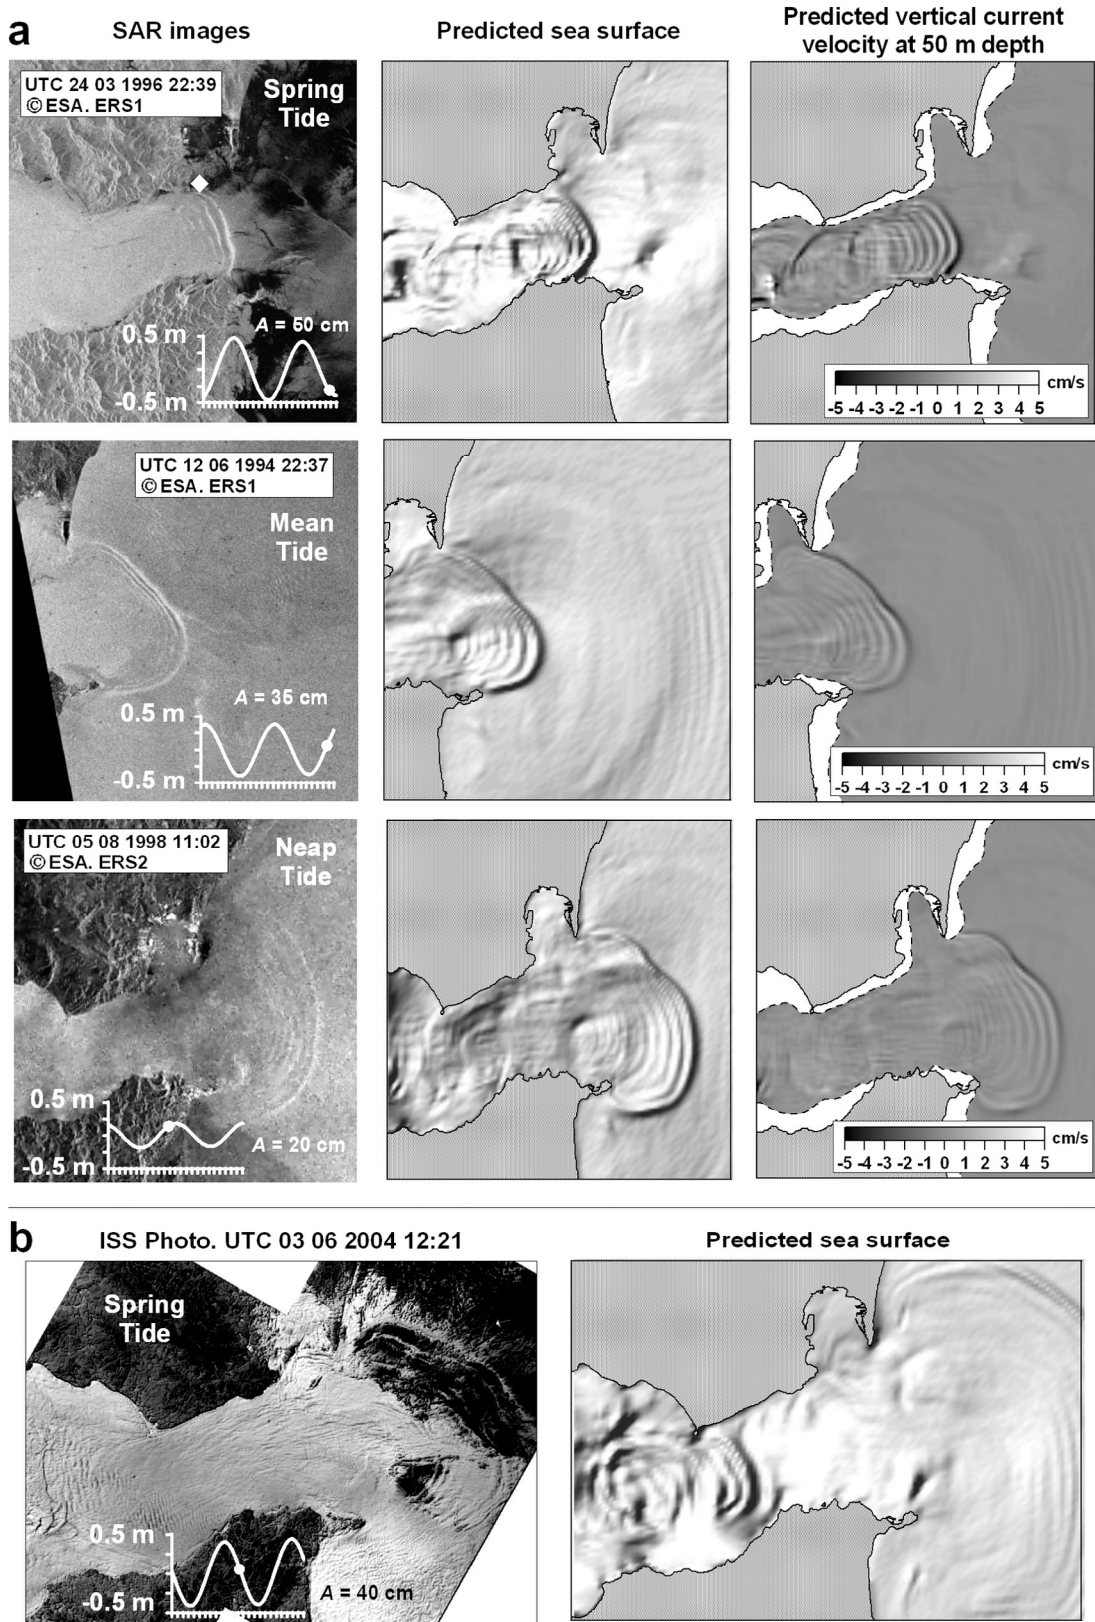 a
SAR images
Predicted sea surface
Predicted vertical current
velocity at 50 m depth
UTC 24 03 1996 22:39
© ESA. ERS1
Spring
Tide
A = 50 cm
0.5 m
-0.5 m
cm/s
-5 -4 -3 -2 -1 0 1 2 3 4 5
UTC 12 06 1994 22:37
© ESA. ERS1
Mean
Tide
A = 35 cm
0.5 m
-0.5 m
cm/s
-5 -4 -3 -2 -1 0 1 2 3 4 5
UTC 05 08 1998 11:02
© ESA. ERS2
Neap
Tide
0.5 m
A = 20 cm
-0.5 m
cm/s
-5 -4 -3 -2 -1 0 1 2 3 4 5
b
ISS Photo. UTC 03 06 2004 12:21
Predicted sea surface
Spring
Tide
0.5 m
A = 40 cm
-0.5 m